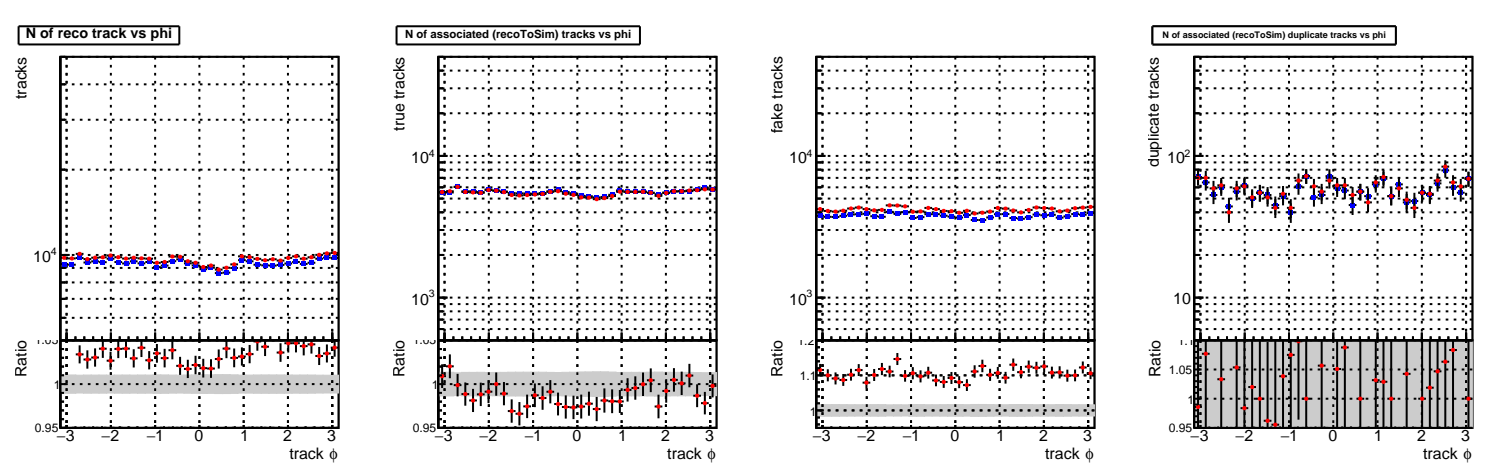 N of reco track vs phi
tracks
10^4
Ratio
1
0.95
−3 −2 −1 0 1 2 3
track ϕ
N of associated (recoToSim) tracks vs phi
true tracks
10^4
10^3
Ratio
1
0.95
−3 −2 −1 0 1 2 3
track ϕ
fake tracks
10^4
10^3
1.2
Ratio
1.1
1
−3 −2 −1 0 1 2 3
track ϕ
N of associated (recoToSim) duplicate tracks vs phi
duplicate tracks
10^2
10
1.1
Ratio
1.05
1
0.95
−3 −2 −1 0 1 2 3
track ϕ